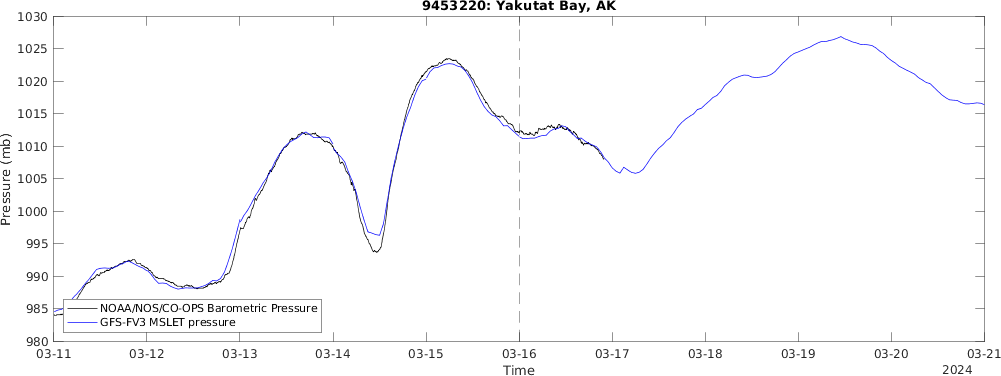 9453220: Yakutat Bay, AK
1030
1025
1020
1015
1010
1005
1000
995
990
985
980
Pressure (mb)
NOAA/NOS/CO-OPS Barometric Pressure
GFS-FV3 MSLET pressure
03-11 03-12 03-13 03-14 03-15 03-16 03-17 03-18 03-19 03-20 03-21
Time
2024